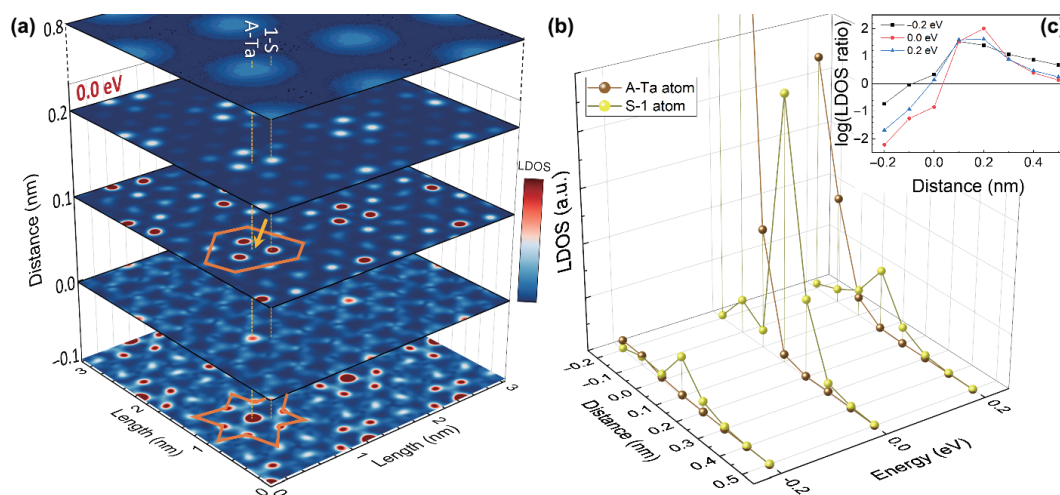 (a)
0.8
1-S
A-Ta
0.0 eV
0.2
0.1
0.0
−0.1
Distance (nm)
LDOS
3
2
1
0
Length (nm)
0
1
2
3
Length (nm)
(b)
A-Ta atom
S-1 atom
LDOS (a.u.)
−0.2
−0.1
0.0
0.1
0.2
0.3
0.4
0.5
Distance (nm)
−0.2
0.0
0.2
Energy (eV)
(c)
−0.2 eV
0.0 eV
0.2 eV
log(LDOS ratio)
2
1
0
−1
−2
−0.2
0.0
0.2
0.4
Distance (nm)